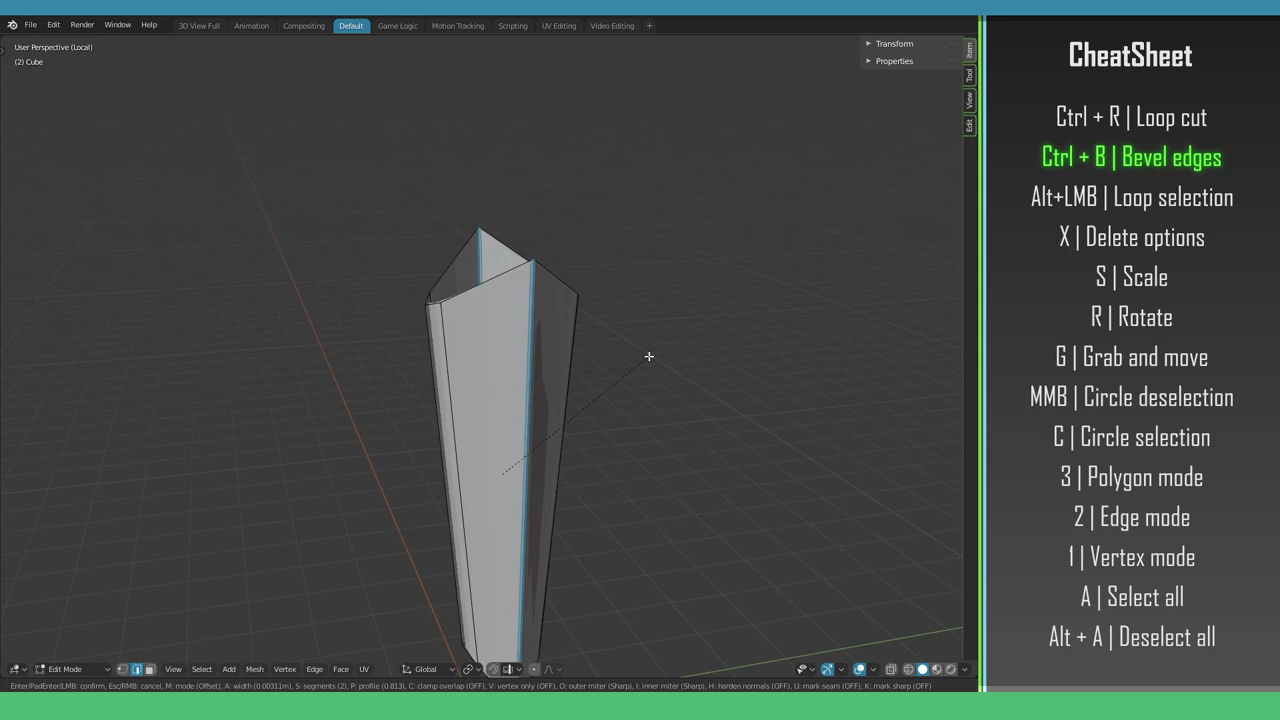 File Edit Render Window Help 3D View Full Animation Compositing Default Game Logic Motion Tracking Scripting UV Editing Video Editing +
User Perspective (Local)
(2) Cube
Transform
Properties
Item
Tool
View
Edit
CheatSheet
Ctrl + R | Loop cut
Ctrl + B | Bevel edges
Alt+LMB | Loop selection
X | Delete options
S | Scale
R | Rotate
G | Grab and move
MMB | Circle deselection
C | Circle selection
3 | Polygon mode
2 | Edge mode
1 | Vertex mode
A | Select all
Alt + A | Deselect all
Edit Mode View Select Add Mesh Vertex Edge Face UV Global
Enter/PadEnter/LMB: confirm, Esc/RMB: cancel, M: mode (Offset), A: width (0.00311m), S: segments (2), P: profile (0.813), C: clamp overlap (OFF), V: vertex only (OFF), O: outer miter (Sharp), I: inner miter (Sharp), H: harden normals (OFF), U: mark seam (OFF), K: mark sharp (OFF)